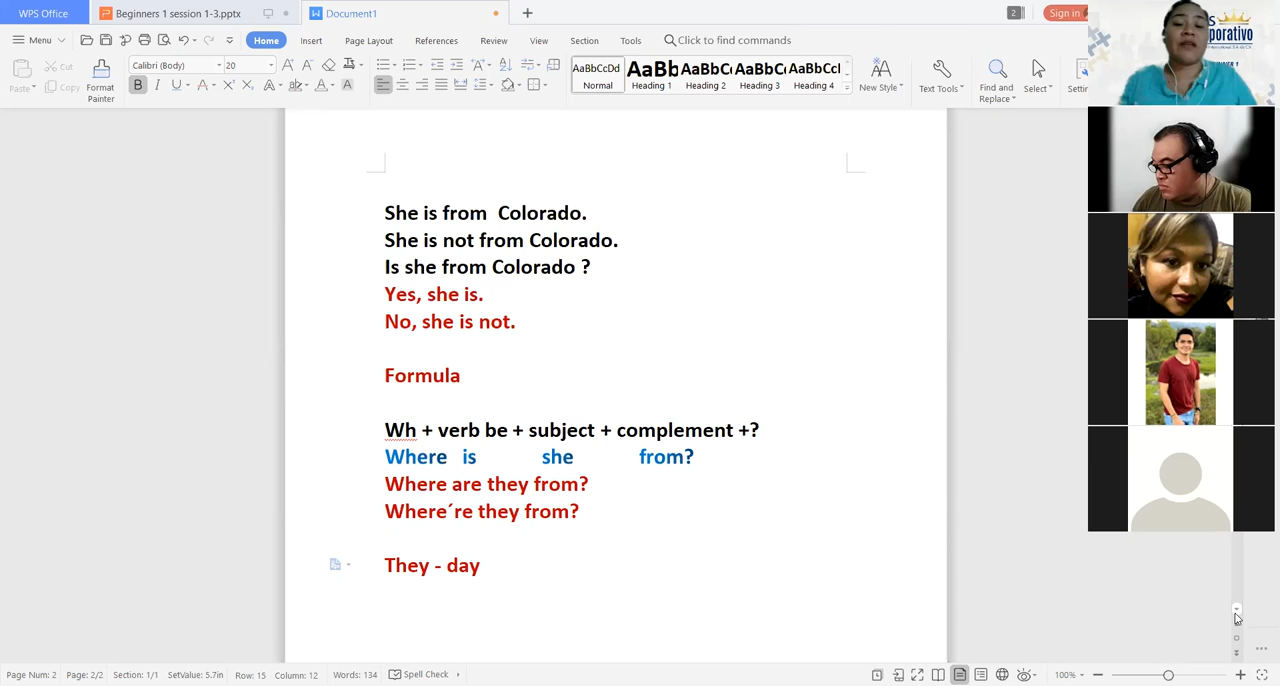 WPS Office
Beginners 1 session 1-3.pptx
Document1
2
Sign in
Menu
Home
Insert
Page Layout
References
Review
View
Section
Tools
Click to find commands
Paste
Cut
Copy
Format Painter
Calibri (Body)
20
AaBbCcDd
Normal
AaBb
Heading 1
AaBbC
Heading 2
AaBbC
Heading 3
AaBbCcI
Heading 4
New Style
Text Tools
Find and Replace
Select
She is from  Colorado.
She is not from Colorado.
Is she from Colorado ?
Yes, she is.
No, she is not.
Formula
Wh + verb be + subject + complement +?
Where is she from?
Where are they from?
Where´re they from?
They - day
Page Num: 2
Page: 2/2
Section: 1/1
SetValue: 5.7in
Row: 15
Column: 12
Words: 134
Spell Check
100%